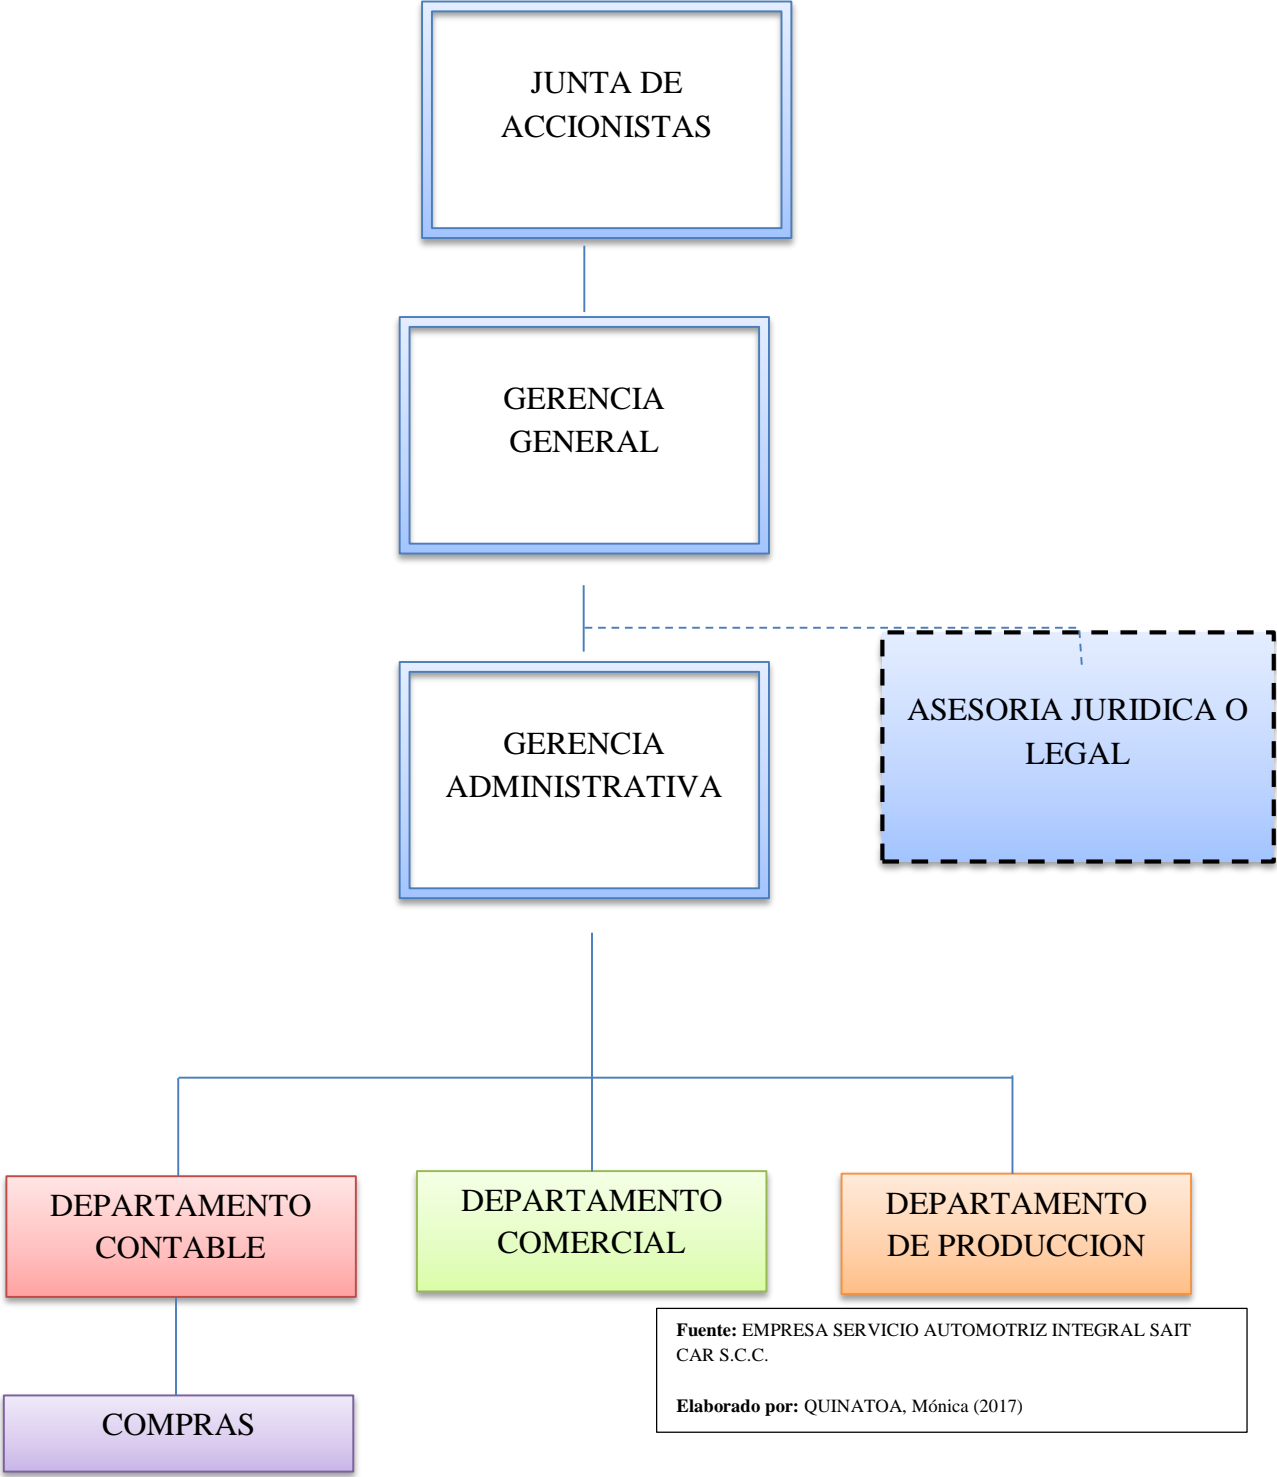 JUNTA DE
ACCIONISTAS
GERENCIA
GENERAL
GERENCIA
ADMINISTRATIVA
ASESORIA JURIDICA O
LEGAL
DEPARTAMENTO
CONTABLE
DEPARTAMENTO
COMERCIAL
DEPARTAMENTO
DE PRODUCCION
COMPRAS
Fuente: EMPRESA SERVICIO AUTOMOTRIZ INTEGRAL SAIT
CAR S.C.C.
Elaborado por: QUINATOA, Mónica (2017)